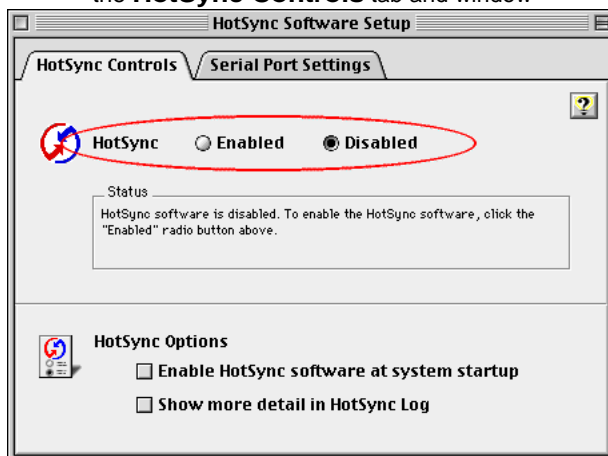 the HotSync Controls tab and window
HotSync Software Setup
HotSync Controls
Serial Port Settings
?
HotSync Enabled Disabled
Status
HotSync software is disabled. To enable the HotSync software, click the
"Enabled" radio button above.
HotSync Options
Enable HotSync software at system startup
Show more detail in HotSync Log